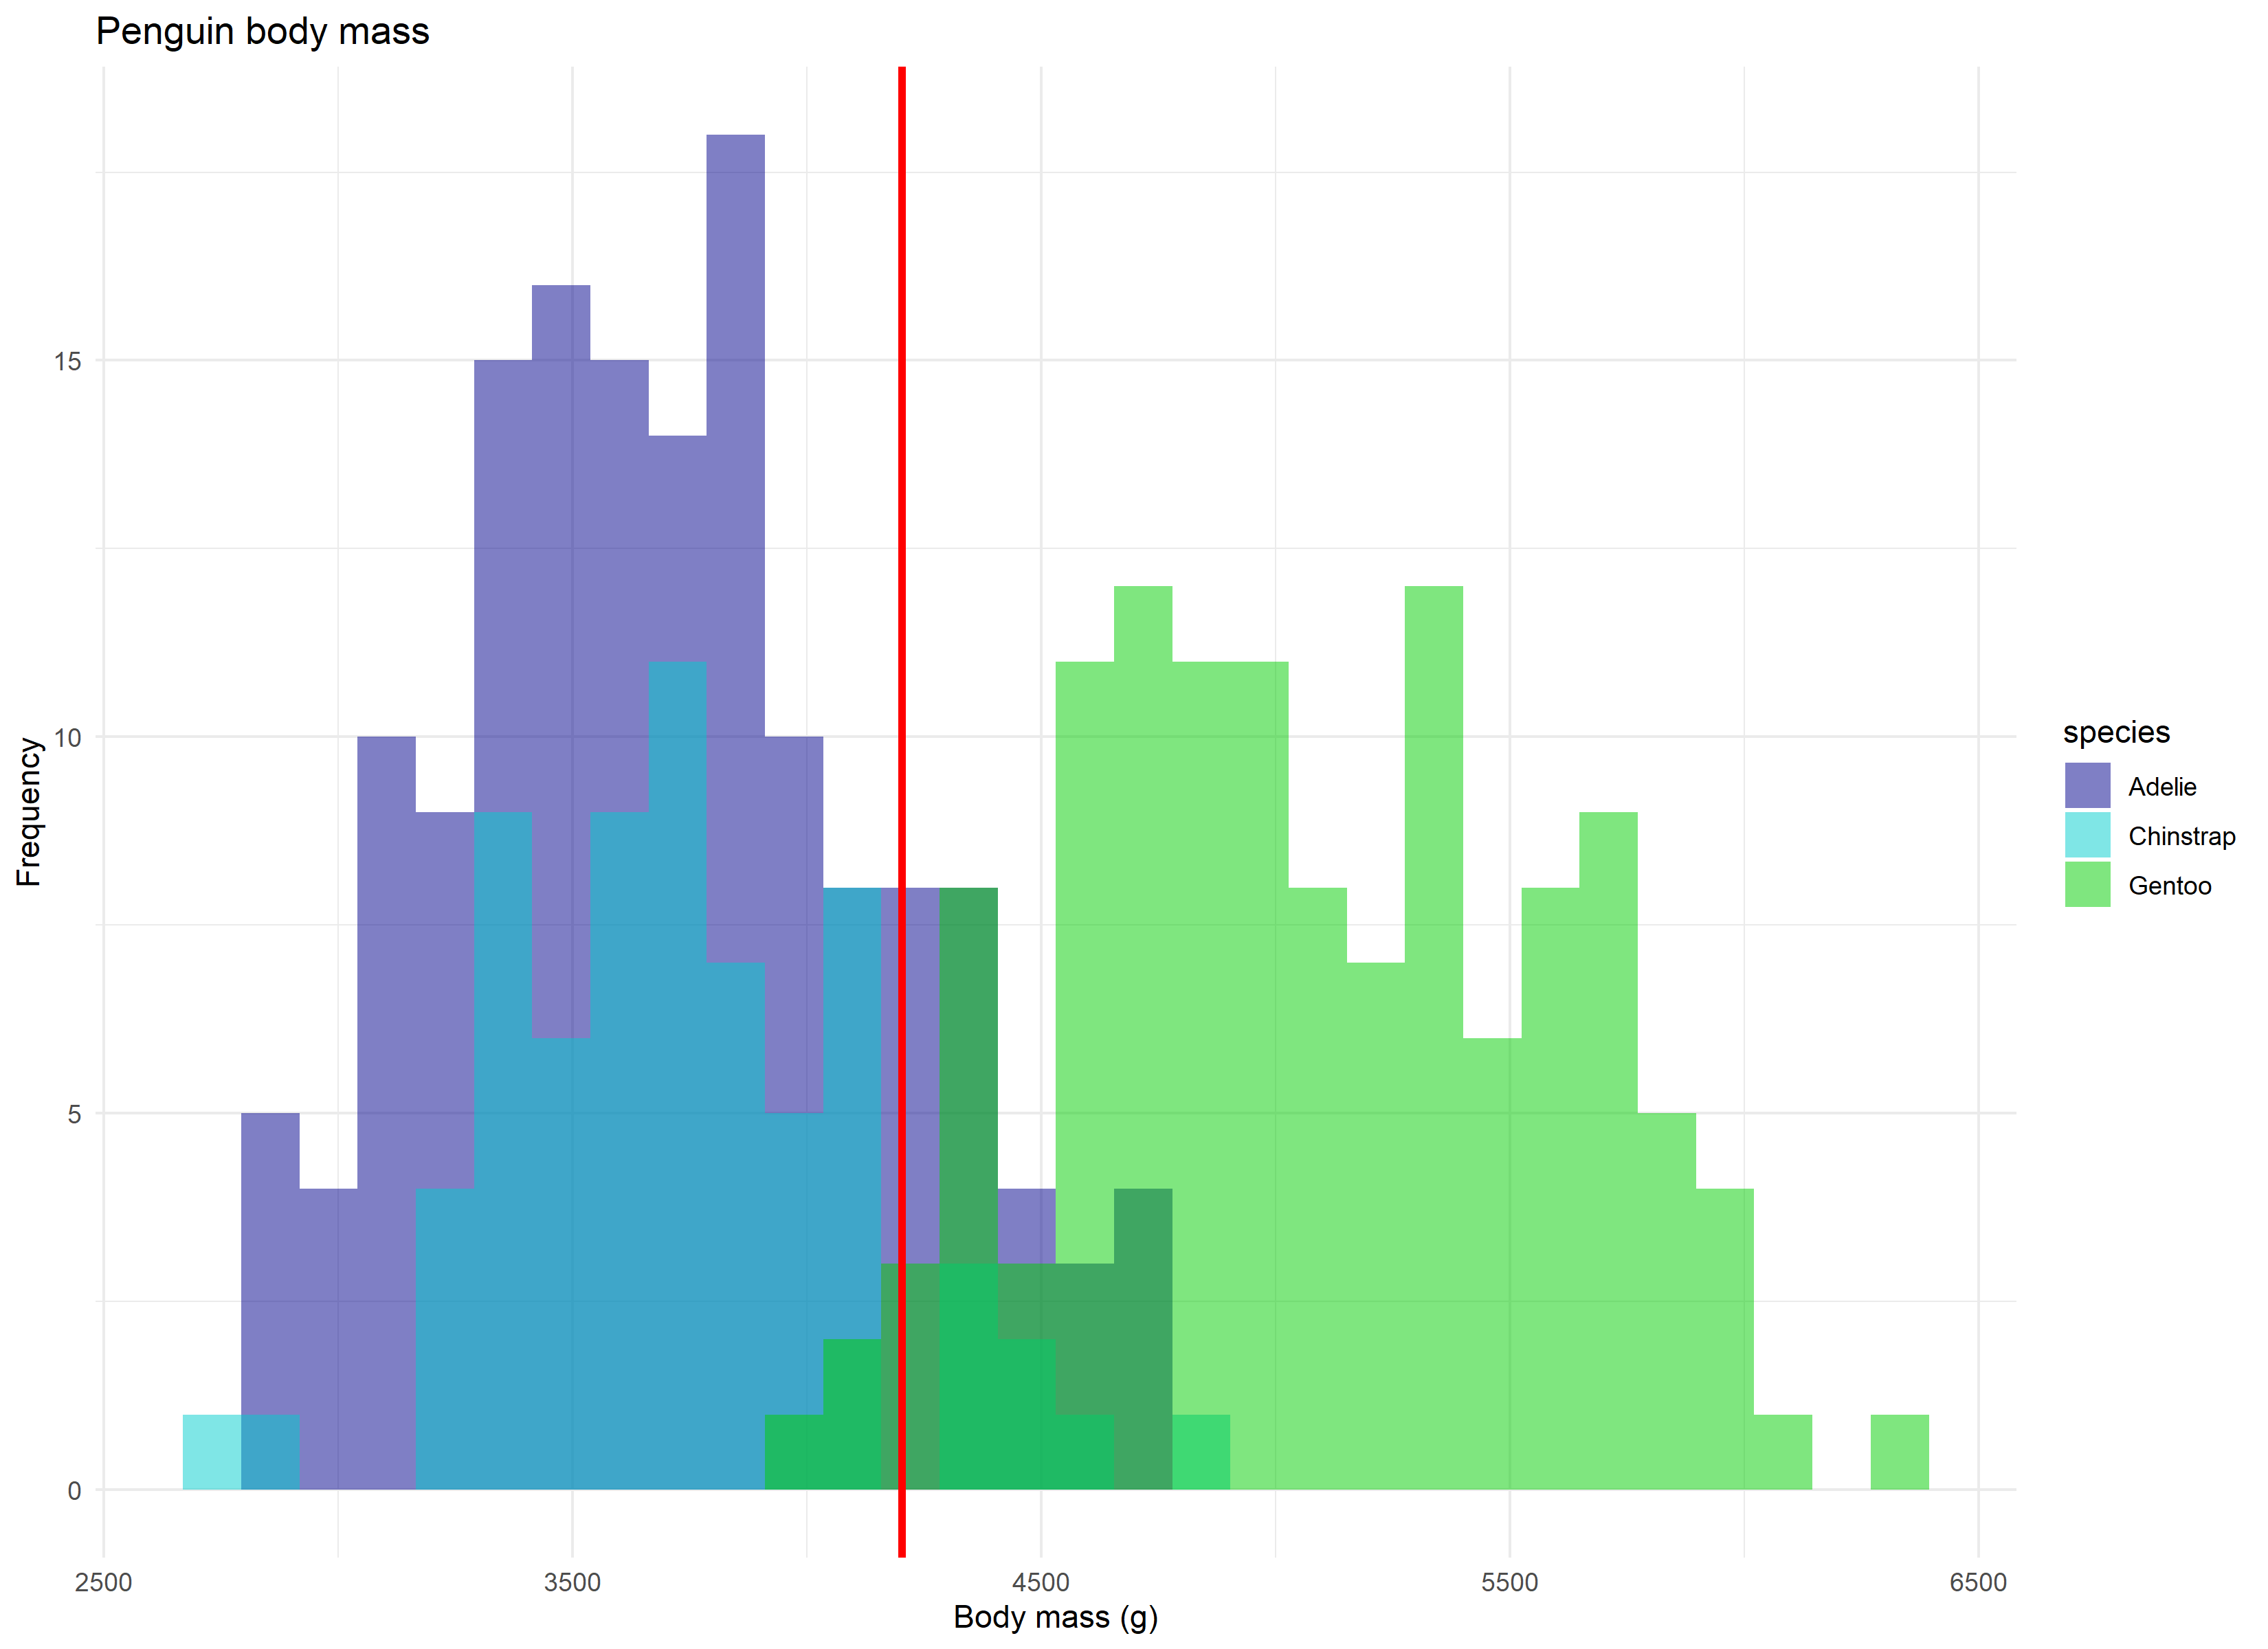 Penguin body mass
Frequency
15
10
5
0
2500
3500
4500
5500
6500
Body mass (g)
species
Adelie
Chinstrap
Gentoo